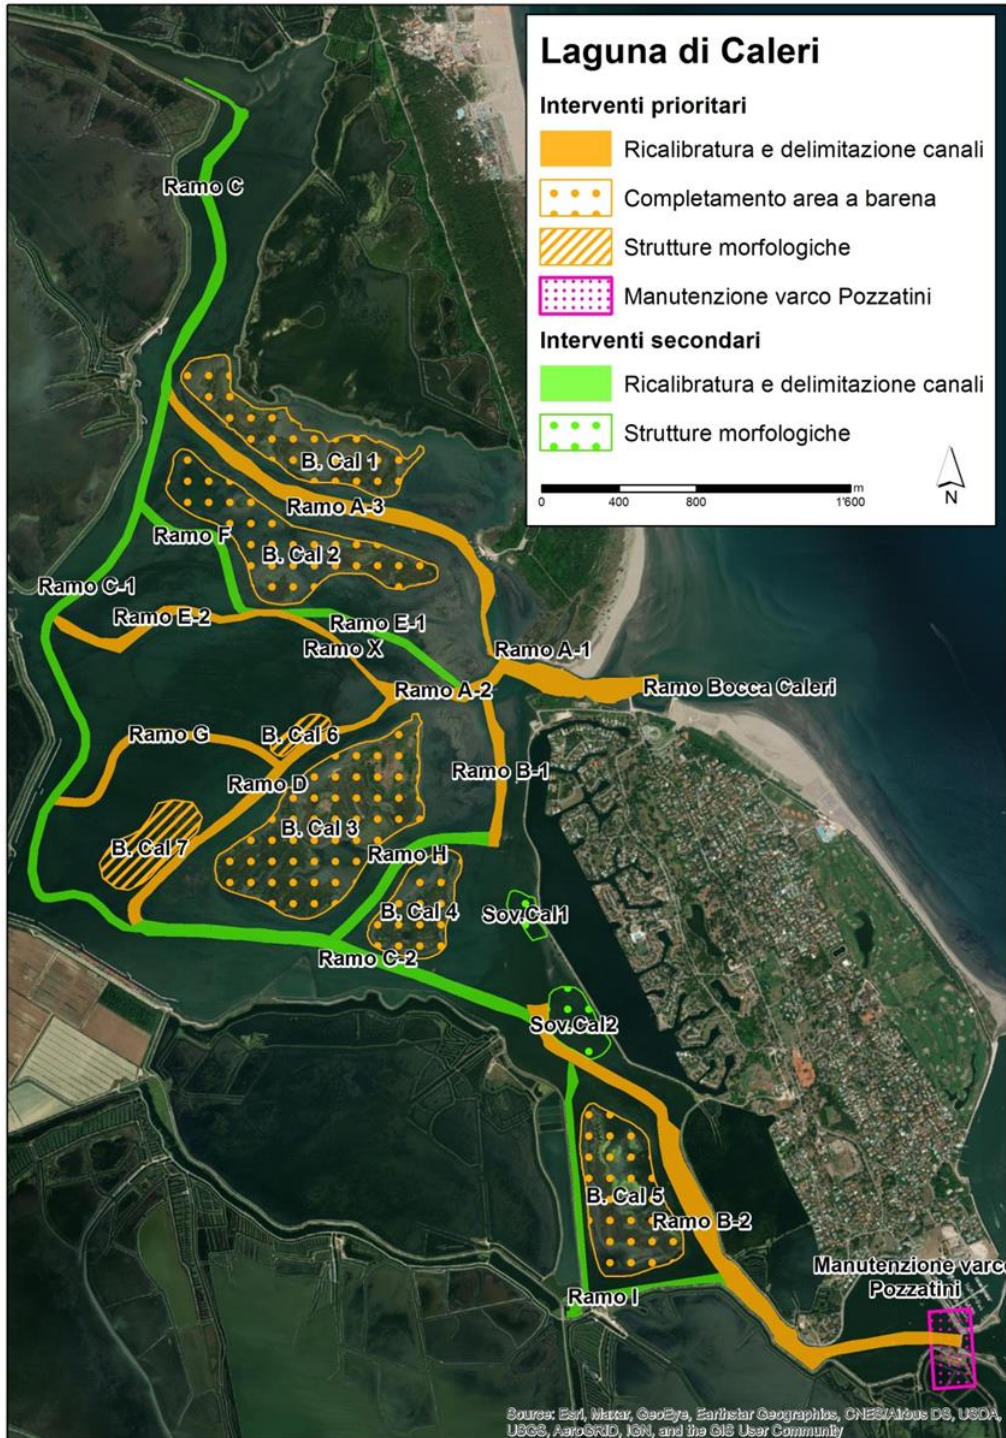 Laguna di Caleri
Interventi prioritari
Ricalibratura e delimitazione canali
Completamento area a barena
Strutture morfologiche
Manutenzione varco Pozzatini
Interventi secondari
Ricalibratura e delimitazione canali
Strutture morfologiche
m
0 400 800 1'600
N
Ramo C
B. Cal 1
Ramo A-3
Ramo F
B. Cal 2
Ramo C-1
Ramo E-2
Ramo E-1
Ramo X
Ramo A-1
Ramo A-2
Ramo Bocca Caleri
Ramo G
B. Cal 6
Ramo B-1
Ramo D
B. Cal 3
B. Cal 7
Ramo H
B. Cal 4
Sov.Cal1
Ramo C-2
Sov.Cal2
B. Cal 5
Ramo B-2
Manutenzione varco
Pozzatini
Ramo I
Source: Esri, Maxar, GeoEye, Earthstar Geographics, CNES/Airbus DS, USDA,
USGS, AeroGRID, IGN, and the GIS User Community